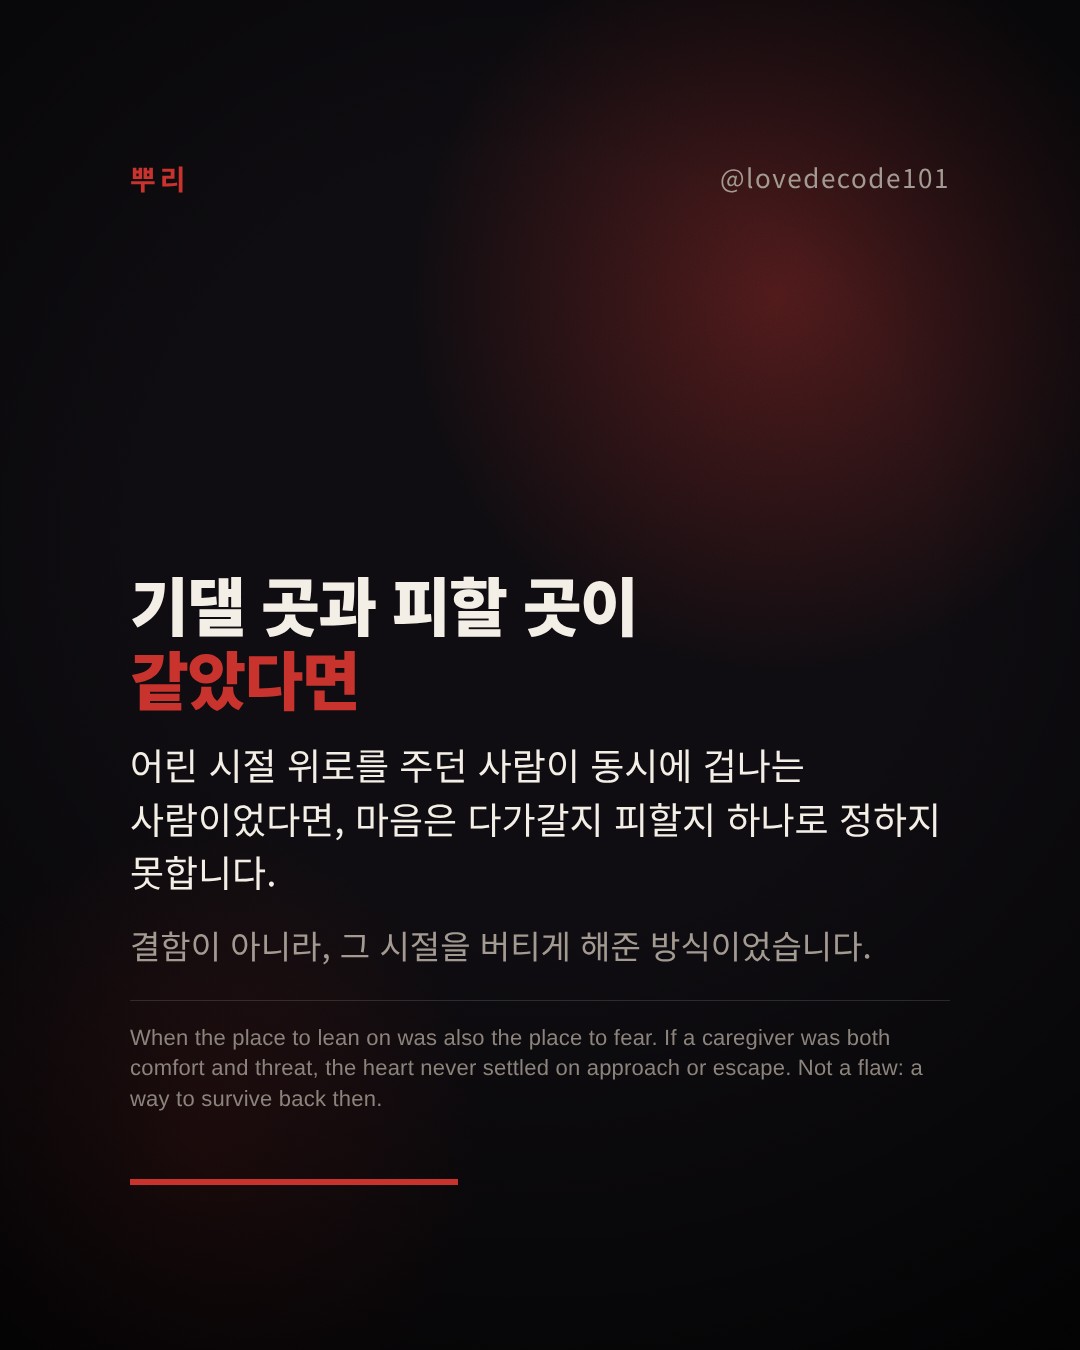 뿌리
@lovedecode101
기댈 곳과 피할 곳이
같았다면
어린 시절 위로를 주던 사람이 동시에 겁나는
사람이었다면, 마음은 다가갈지 피할지 하나로 정하지
못합니다.
결함이 아니라, 그 시절을 버티게 해준 방식이었습니다.
When the place to lean on was also the place to fear. If a caregiver was both
comfort and threat, the heart never settled on approach or escape. Not a flaw: a
way to survive back then.